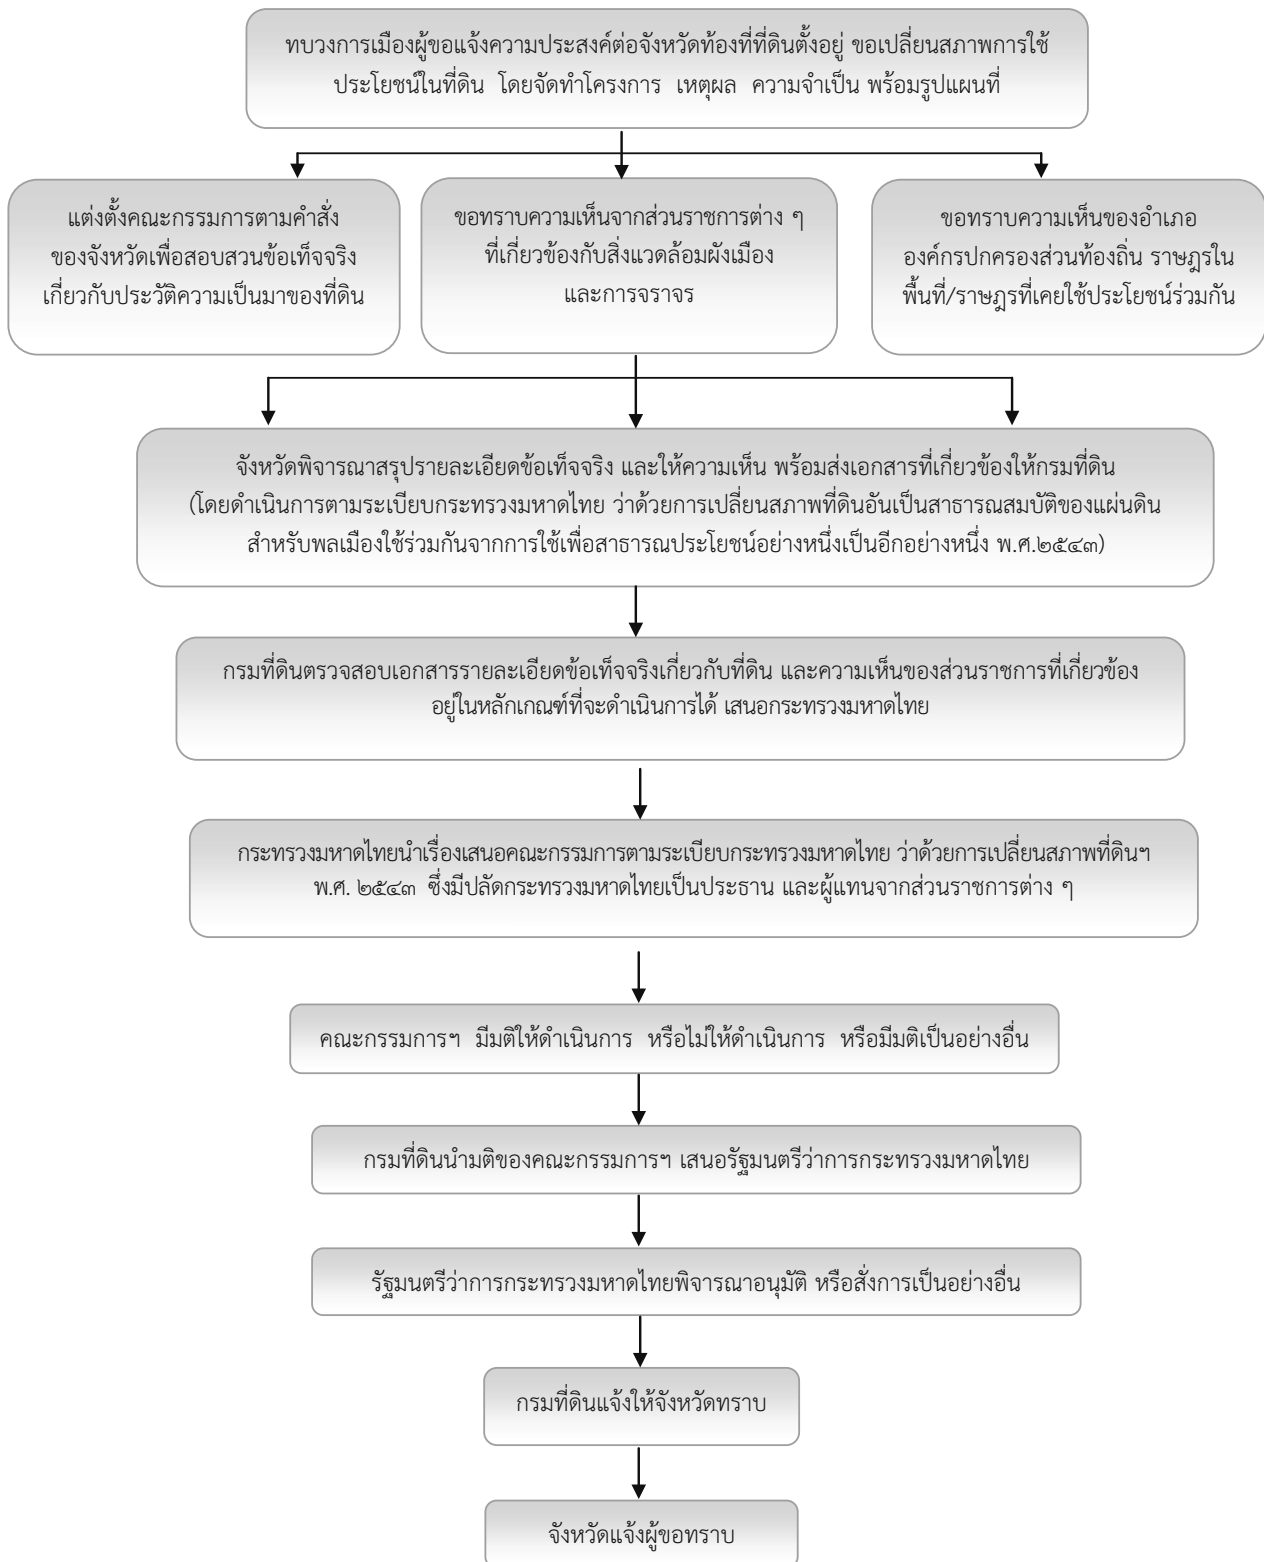 ทบวงการเมืองผู้ขอแจ้งความประสงค์ต่อจังหวัดท้องที่ที่ดินตั้งอยู่ ขอเปลี่ยนสภาพการใช้
ประโยชน์ในที่ดิน โดยจัดทำโครงการ เหตุผล ความจำเป็น พร้อมรูปแผนที่
แต่งตั้งคณะกรรมการตามคำสั่ง
ของจังหวัดเพื่อสอบสวนข้อเท็จจริง
เกี่ยวกับประวัติความเป็นมาของที่ดิน
ขอทราบความเห็นจากส่วนราชการต่าง ๆ
ที่เกี่ยวข้องกับสิ่งแวดล้อมผังเมือง
และการจราจร
ขอทราบความเห็นของอำเภอ
องค์กรปกครองส่วนท้องถิ่น ราษฎรใน
พื้นที่/ราษฎรที่เคยใช้ประโยชน์ร่วมกัน
จังหวัดพิจารณาสรุปรายละเอียดข้อเท็จจริง และให้ความเห็น พร้อมส่งเอกสารที่เกี่ยวข้องให้กรมที่ดิน
(โดยดำเนินการตามระเบียบกระทรวงมหาดไทย ว่าด้วยการเปลี่ยนสภาพที่ดินอันเป็นสาธารณสมบัติของแผ่นดิน
สำหรับพลเมืองใช้ร่วมกันจากการใช้เพื่อสาธารณประโยชน์อย่างหนึ่งเป็นอีกอย่างหนึ่ง พ.ศ.๒๕๔๓)
กรมที่ดินตรวจสอบเอกสารรายละเอียดข้อเท็จจริงเกี่ยวกับที่ดิน และความเห็นของส่วนราชการที่เกี่ยวข้อง
อยู่ในหลักเกณฑ์ที่จะดำเนินการได้ เสนอกระทรวงมหาดไทย
กระทรวงมหาดไทยนำเรื่องเสนอคณะกรรมการตามระเบียบกระทรวงมหาดไทย ว่าด้วยการเปลี่ยนสภาพที่ดินฯ
พ.ศ. ๒๕๔๓ ซึ่งมีปลัดกระทรวงมหาดไทยเป็นประธาน และผู้แทนจากส่วนราชการต่าง ๆ
คณะกรรมการฯ มีมติให้ดำเนินการ หรือไม่ให้ดำเนินการ หรือมีมติเป็นอย่างอื่น
กรมที่ดินนำมติของคณะกรรมการฯ เสนอรัฐมนตรีว่าการกระทรวงมหาดไทย
รัฐมนตรีว่าการกระทรวงมหาดไทยพิจารณาอนุมัติ หรือสั่งการเป็นอย่างอื่น
กรมที่ดินแจ้งให้จังหวัดทราบ
จังหวัดแจ้งผู้ขอทราบ